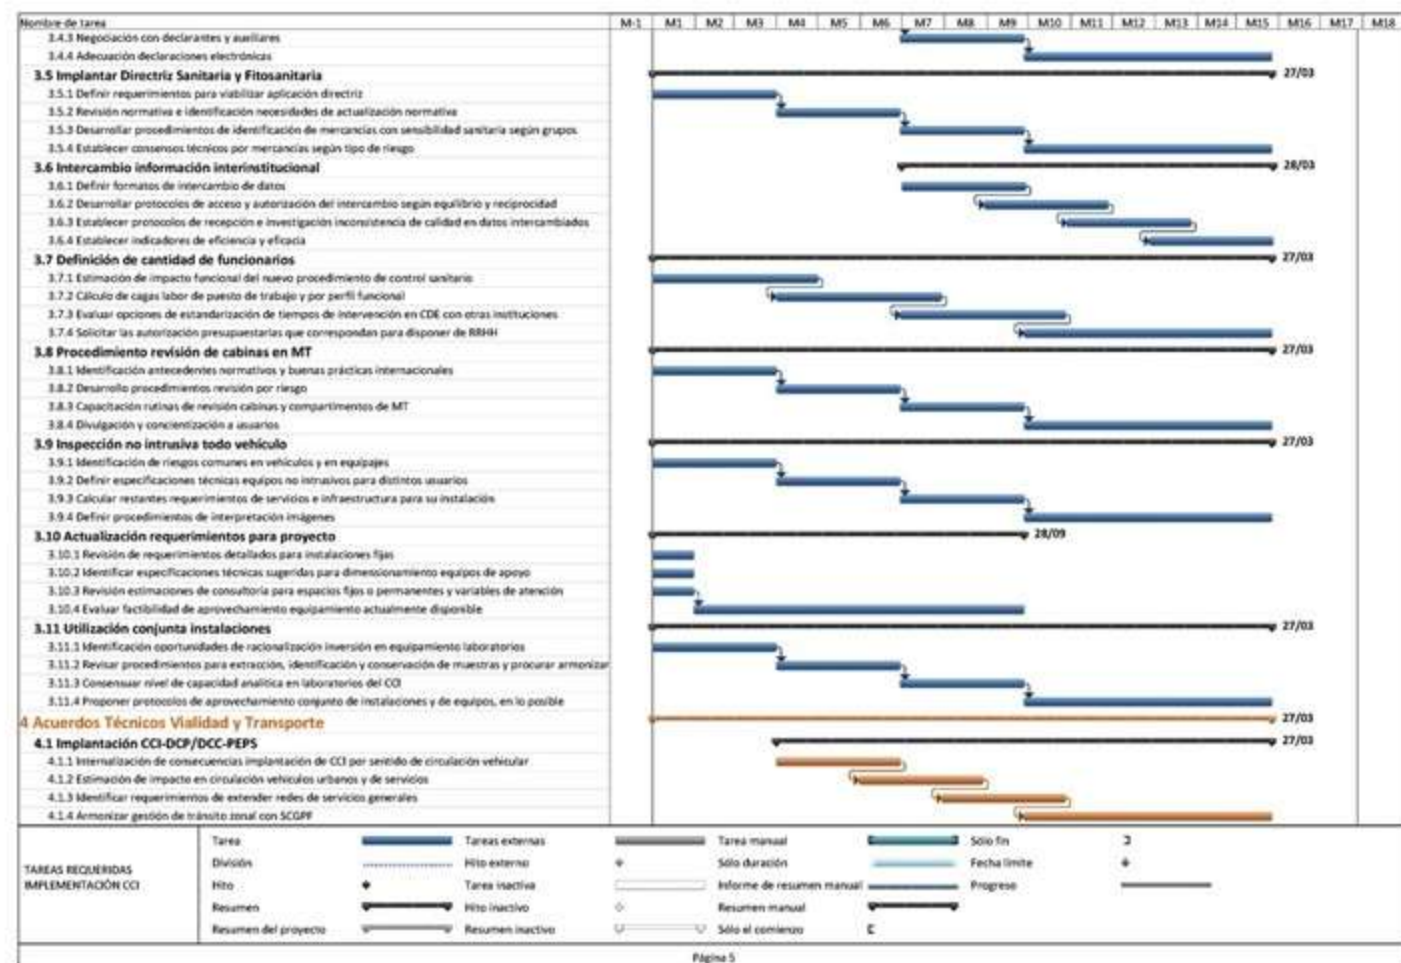 Nombre de tarea M-1 M1 M2 M3 M4 M5 M6 M7 M8 M9 M10 M11 M12 M13 M14 M15 M16 M17 M18
3.4.3 Negociación con declarantes y auxiliares
3.4.4 Adecuación declaraciones electrónicas
3.5 Implantar Directriz Sanitaria y Fitosanitaria 27/03
3.5.1 Definir requerimientos para viabilizar aplicación directriz
3.5.2 Revisión normativa e identificación necesidades de actualización normativa
3.5.3 Desarrollar procedimientos de identificación de mercancías con sensibilidad sanitaria según grupos
3.5.4 Establecer consensos técnicos por mercancías según tipo de riesgo
3.6 Intercambio información interinstitucional 28/03
3.6.1 Definir formatos de intercambio de datos
3.6.2 Desarrollar protocolos de acceso y autorización del intercambio según equilibrio y reciprocidad
3.6.3 Establecer protocolos de recepción e investigación inconsistencia de calidad en datos intercambiados
3.6.4 Establecer indicadores de eficiencia y eficacia
3.7 Definición de cantidad de funcionarios 27/03
3.7.1 Estimación de impacto funcional del nuevo procedimiento de control sanitario
3.7.2 Cálculo de cagas labor de puesto de trabajo y por perfil funcional
3.7.3 Evaluar opciones de estandarización de tiempos de intervención en CDE con otras instituciones
3.7.4 Solicitar las autorización presupuestarias que correspondan para disponer de RRHH
3.8 Procedimiento revisión de cabinas en MT 27/03
3.8.1 Identificación antecedentes normativos y buenas prácticas internacionales
3.8.2 Desarrollo procedimientos revisión por riesgo
3.8.3 Capacitación rutinas de revisión cabinas y compartimentos de MT
3.8.4 Divulgación y concientización a usuarios
3.9 Inspección no intrusiva todo vehículo 27/03
3.9.1 Identificación de riesgos comunes en vehículos y en equipajes
3.9.2 Definir especificaciones técnicas equipos no intrusivos para distintos usuarios
3.9.3 Calcular restantes requerimientos de servicios e infraestructura para su instalación
3.9.4 Definir procedimientos de interpretación imágenes
3.10 Actualización requerimientos para proyecto 28/09
3.10.1 Revisión de requerimientos detallados para instalaciones fijas
3.10.2 Identificar especificaciones técnicas sugeridas para dimensionamiento equipos de apoyo
3.10.3 Revisión estimaciones de consultoría para espacios fijos o permanentes y variables de atención
3.10.4 Evaluar factibilidad de aprovechamiento equipamiento actualmente disponible
3.11 Utilización conjunta instalaciones 27/03
3.11.1 Identificación oportunidades de racionalización inversión en equipamiento laboratorios
3.11.2 Revisar procedimientos para extracción, identificación y conservación de muestras y procurar armonizar
3.11.3 Consensuar nivel de capacidad analítica en laboratorios del CCI
3.11.4 Proponer protocolos de aprovechamiento conjunto de instalaciones y de equipos, en lo posible
4 Acuerdos Técnicos Vialidad y Transporte 27/03
4.1 Implantación CCI-DCP/DCC-PEPS 27/03
4.1.1 Internalización de consecuencias implantación de CCI por sentido de circulación vehicular
4.1.2 Estimación de impacto en circulación vehículos urbanos y de servicios
4.1.3 Identificar requerimientos de extender redes de servicios generales
4.1.4 Armonizar gestión de tránsito zonal con SCGPF
TAREAS REQUERIDAS IMPLEMENTACIÓN CCI
Tarea Tareas externas Tarea manual Sólo fin
División Hito externo Sólo duración Fecha límite
Hito Tarea inactiva Informe de resumen manual Progreso
Resumen Hito inactivo Resumen manual
Resumen del proyecto Resumen inactivo Sólo el comienzo
Página 5